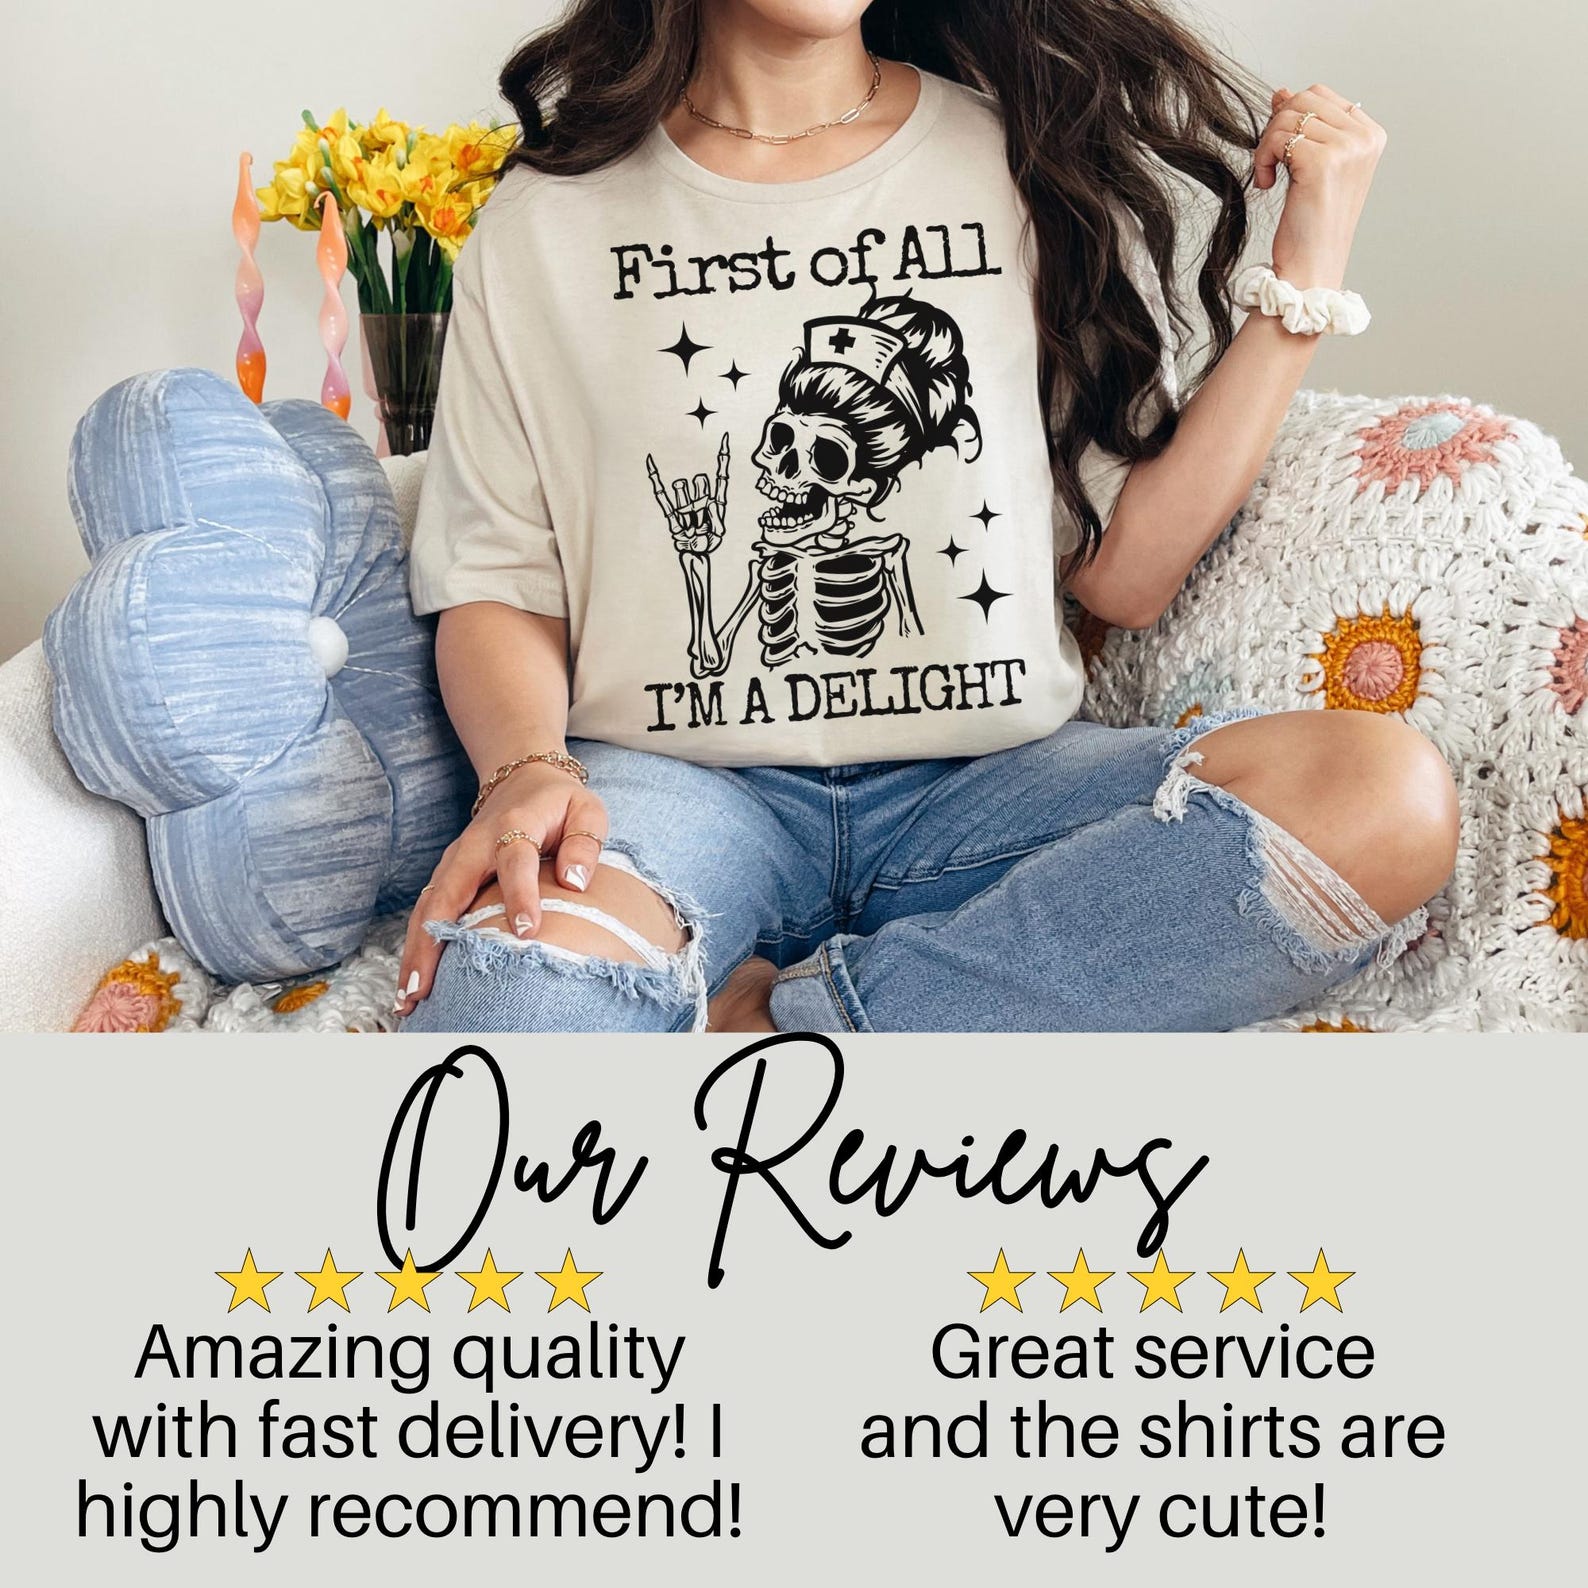 First of All
I'M A DELIGHT
Our Reviews
Amazing quality
with fast delivery! I
highly recommend!
Great service
and the shirts are
very cute!